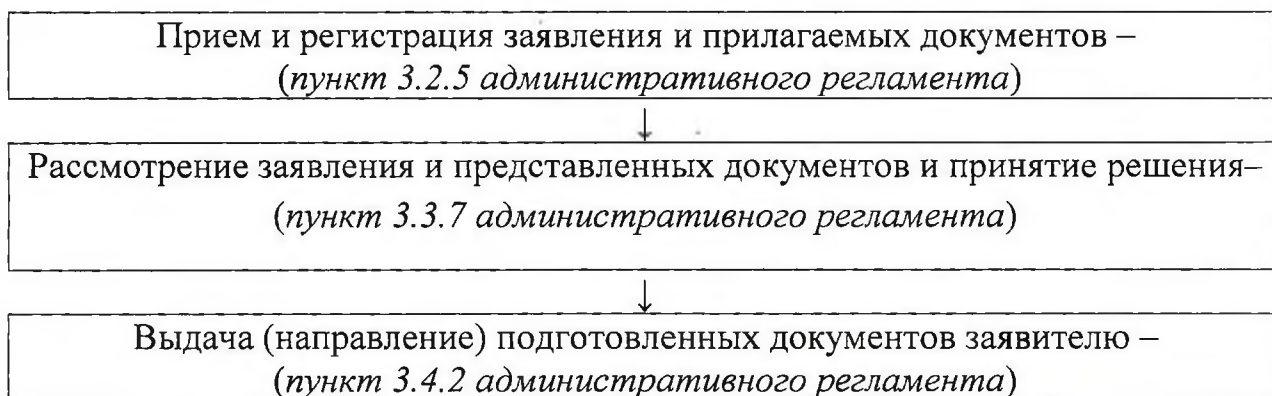 Прием и регистрация заявления и прилагаемых документов –
(пункт 3.2.5 административного регламента)
↓
Рассмотрение заявления и представленных документов и принятие решения–
(пункт 3.3.7 административного регламента)
↓
Выдача (направление) подготовленных документов заявителю –
(пункт 3.4.2 административного регламента)